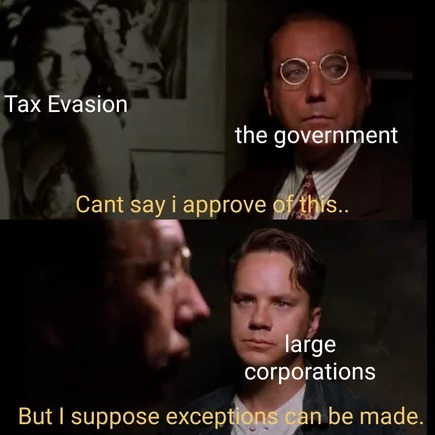 Tax Evasion
the government
Cant say i approve of this..
large
corporations
But I suppose exceptions can be made.